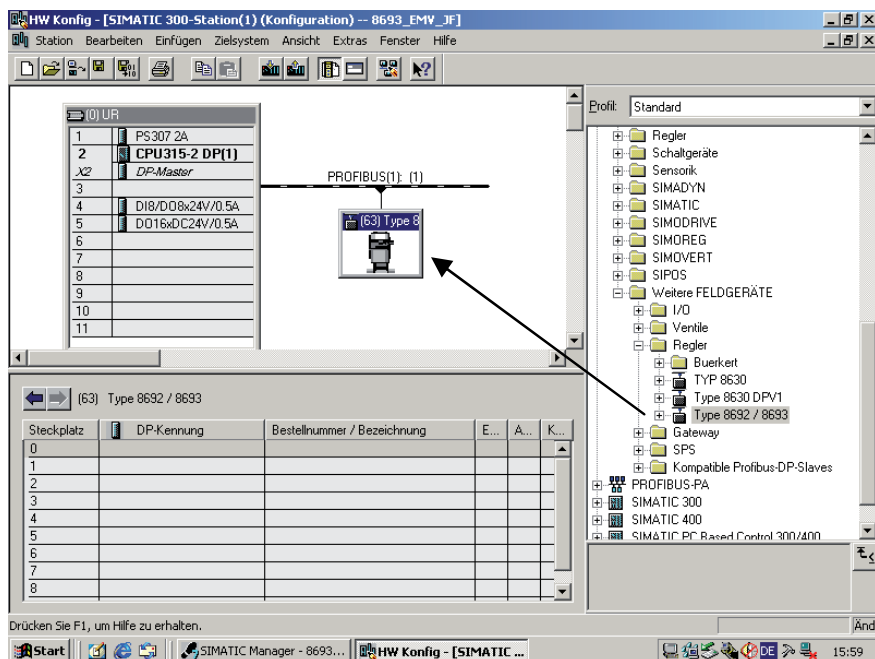 HW Konfig - [SIMATIC 300-Station(1) (Konfiguration) -- 8693_EMV_JF]
Station Bearbeiten Einfügen Zielsystem Ansicht Extras Fenster Hilfe
(0) UR
1 PS307 2A
2 CPU315-2 DP(1)
X2 DP-Master
3
4 DI8/DO8x24V/0.5A
5 DO16xDC24V/0.5A
6
7
8
9
10
11
PROFIBUS(1): (1)
(63) Type 8
Profil: Standard
Regler
Schaltgeräte
Sensorik
SIMADYN
SIMATIC
SIMODRIVE
SIMOREG
SIMOVERT
SIPOS
Weitere FELDGERÄTE
I/O
Ventile
Regler
Buerkert
TYP 8630
Type 8630 DPV1
Type 8692 / 8693
Gateway
SPS
Kompatible Profibus-DP-Slaves
PROFIBUS-PA
SIMATIC 300
SIMATIC 400
SIMATIC PC Based Control 300/400
(63) Type 8692 / 8693
Steckplatz DP-Kennung Bestellnummer / Bezeichnung E... A... K...
0
1
2
3
4
5
6
7
8
Drücken Sie F1, um Hilfe zu erhalten.
Änd
Start SIMATIC Manager - 8693... HW Konfig - [SIMATIC ... DE 15:59